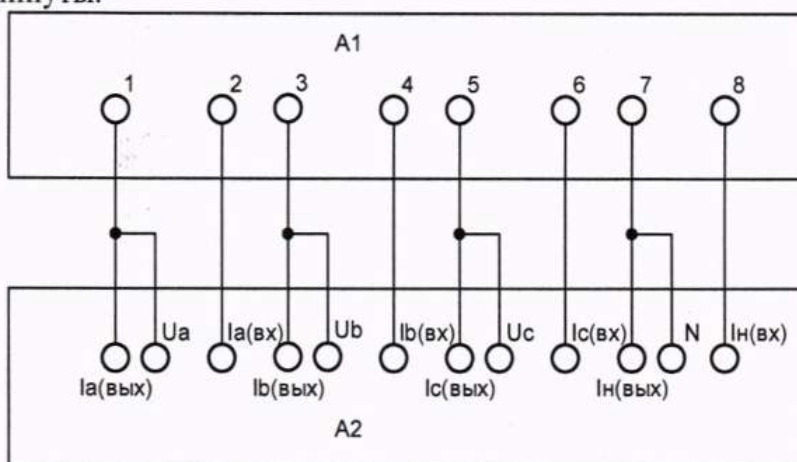 A1
1 2 3 4 5 6 7 8
Ua Ia(вх) Ub Ib(вх) Uc Ic(вх) N Iн(вх)
Ia(вых) Ib(вых) Ic(вых) Iн(вых)
A2